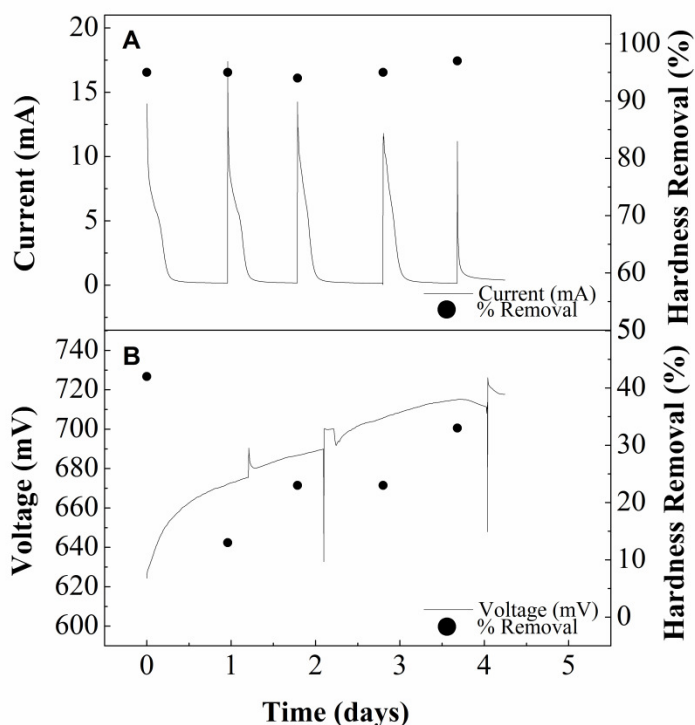 A
20
15
10
5
0
Current (mA)
100
90
80
70
60
50
Hardness Removal (%)
Current (mA)
% Removal
B
740
720
700
680
660
640
620
600
Voltage (mV)
40
30
20
10
0
Hardness Removal (%)
Voltage (mV)
% Removal
0 1 2 3 4 5
Time (days)